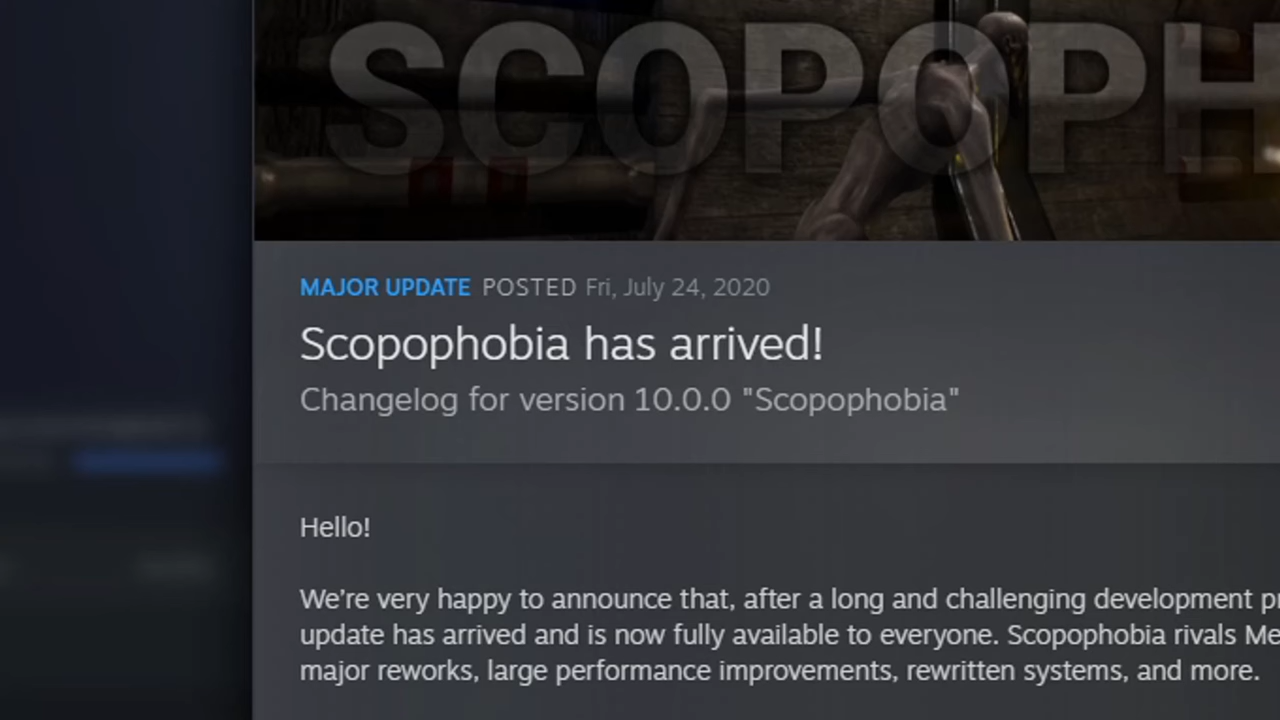 SCOPOPH
MAJOR UPDATE POSTED Fri, July 24, 2020
Scopophobia has arrived!
Changelog for version 10.0.0 "Scopophobia"
Hello!
We're very happy to announce that, after a long and challenging development
update has arrived and is now fully available to everyone. Scopophobia rivals
major reworks, large performance improvements, rewritten systems, and more.